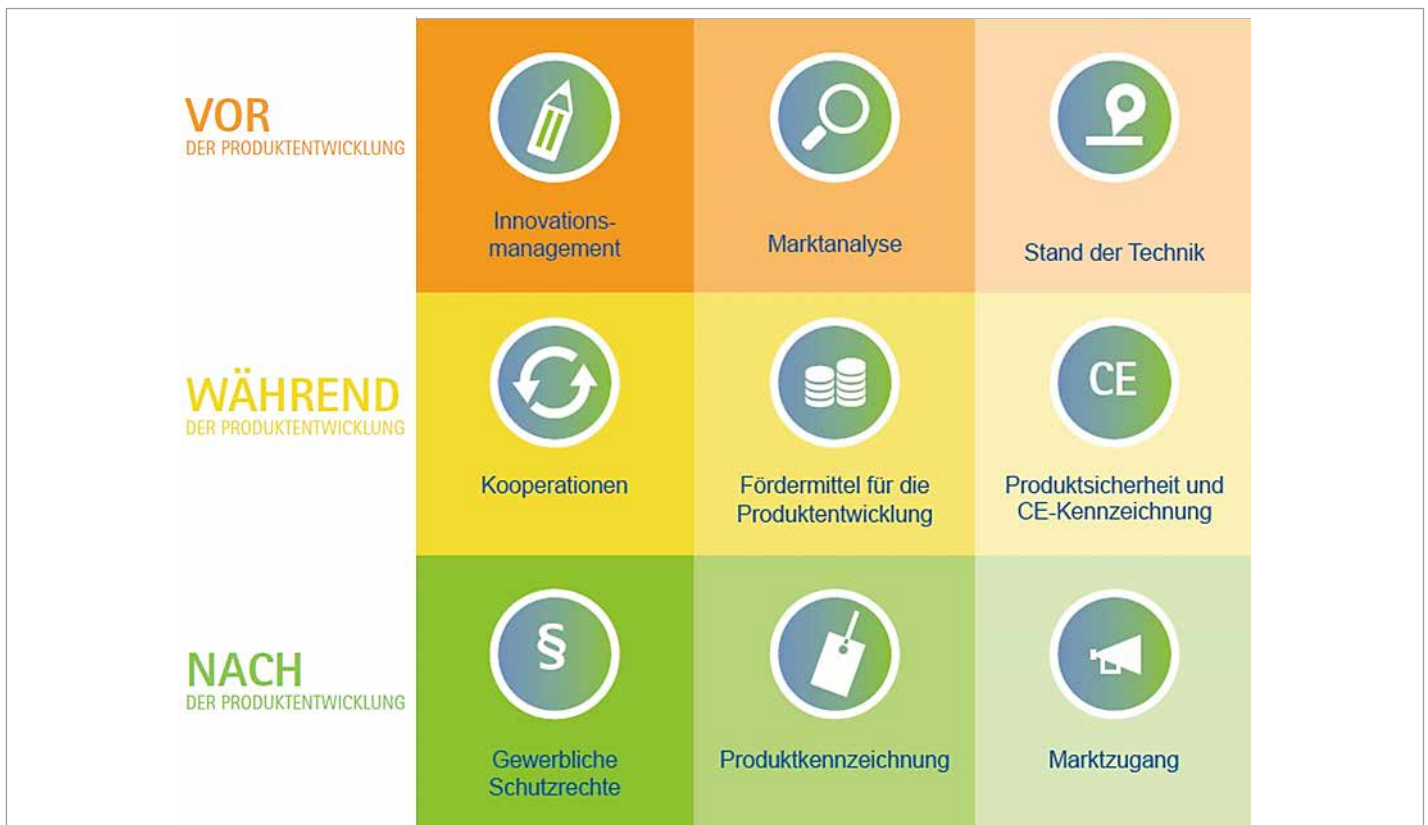 VOR
DER PRODUKTENTWICKLUNG
Innovations-
management
Marktanalyse
Stand der Technik
WÄHREND
DER PRODUKTENTWICKLUNG
Kooperationen
Fördermittel für die
Produktentwicklung
CE
Produktsicherheit und
CE-Kennzeichnung
NACH
DER PRODUKTENTWICKLUNG
§
Gewerbliche
Schutzrechte
Produktkennzeichnung
Marktzugang